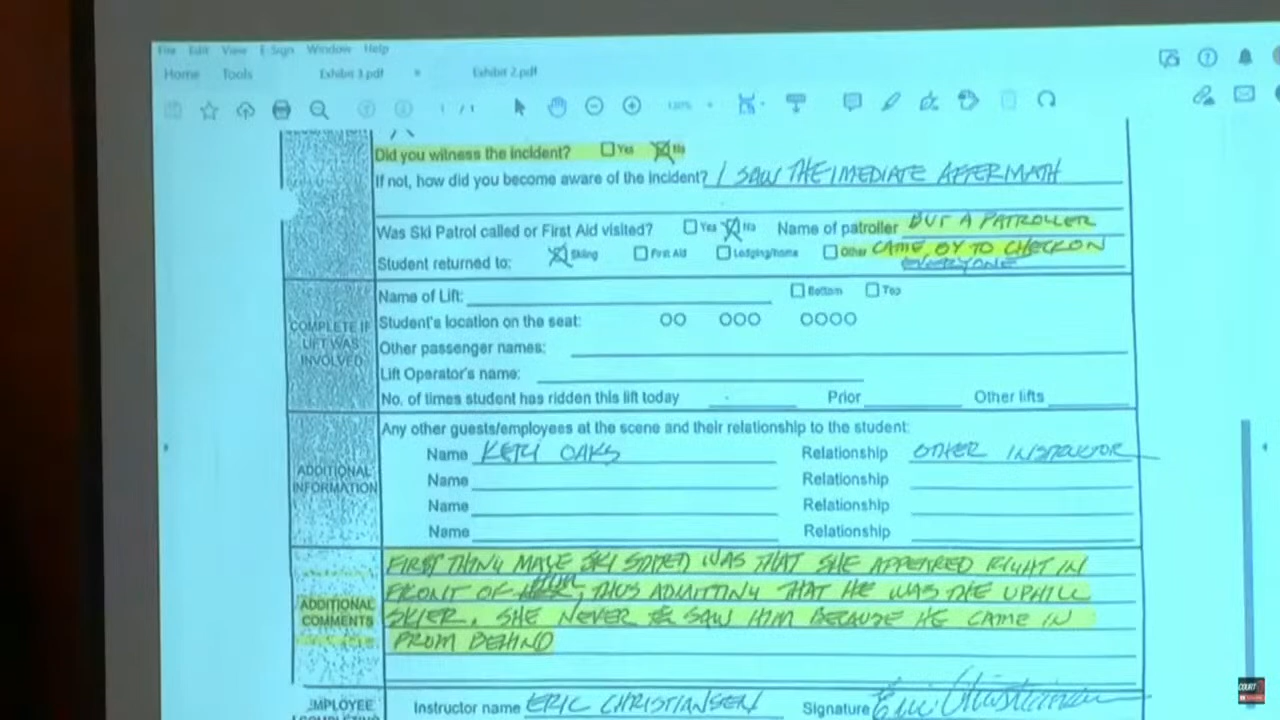 File Edit View E-Sign Window Help
Home Tools Exhibit 3.pdf × Exhibit 2.pdf
1 / 1
Did you witness the incident? Yes No
If not, how did you become aware of the incident? I SAW THE IMEDIATE AFTERMATH
Was Ski Patrol called or First Aid visited? Yes No Name of patroller BUT A PATROLLER
Student returned to: Skiing First Aid Lodging/home Other CAME BY TO CHECK ON
EVERYONE
Name of Lift: Bottom Top
COMPLETE IF LIFT WAS INVOLVED
Student's location on the seat: OO OOO OOOO
Other passenger names:
Lift Operator's name:
No. of times student has ridden this lift today Prior Other lifts
Any other guests/employees at the scene and their relationship to the student:
ADDITIONAL INFORMATION
Name OAKS Relationship OTHER INSTRUCTOR
Name Relationship
Name Relationship
Name Relationship
ADDITIONAL COMMENTS
FIRST THING MALE SKI WAS THAT SHE APPEARED RIGHT IN
FRONT OF HIM, THUS ADMITTING THAT HE WAS THE UPHILL
SKIER. SHE NEVER SAW HIM BECAUSE HE CAME IN
FROM BEHIND
EMPLOYEE
Instructor name ERIC CHRISTIANSEN Signature Eric Christiansen
COURT